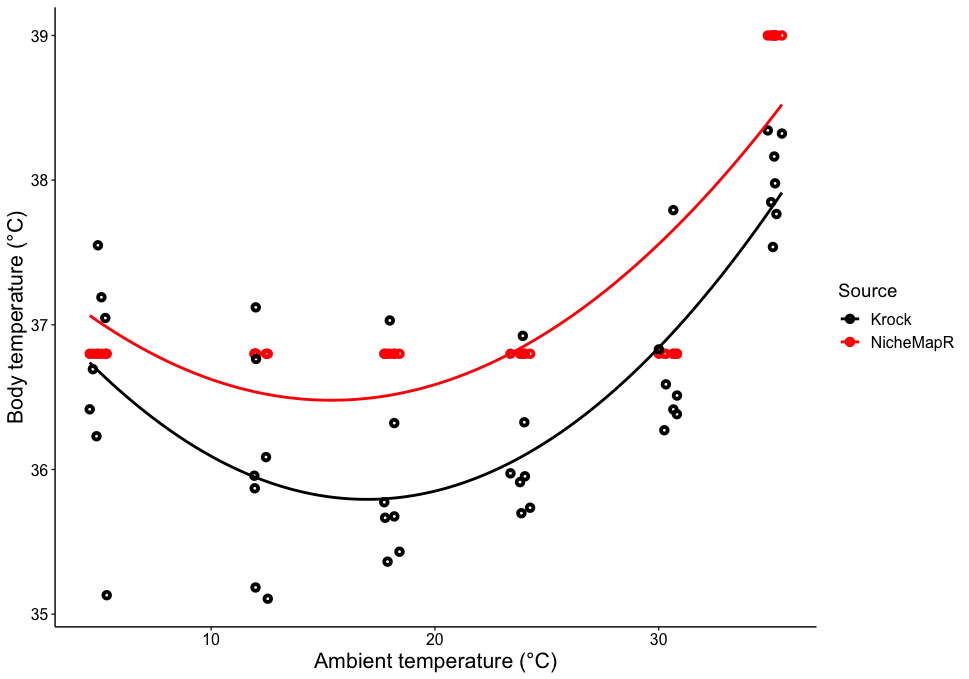 39
38
37
36
35
Body temperature (°C)
10
20
30
Ambient temperature (°C)
Source
Krock
NicheMapR